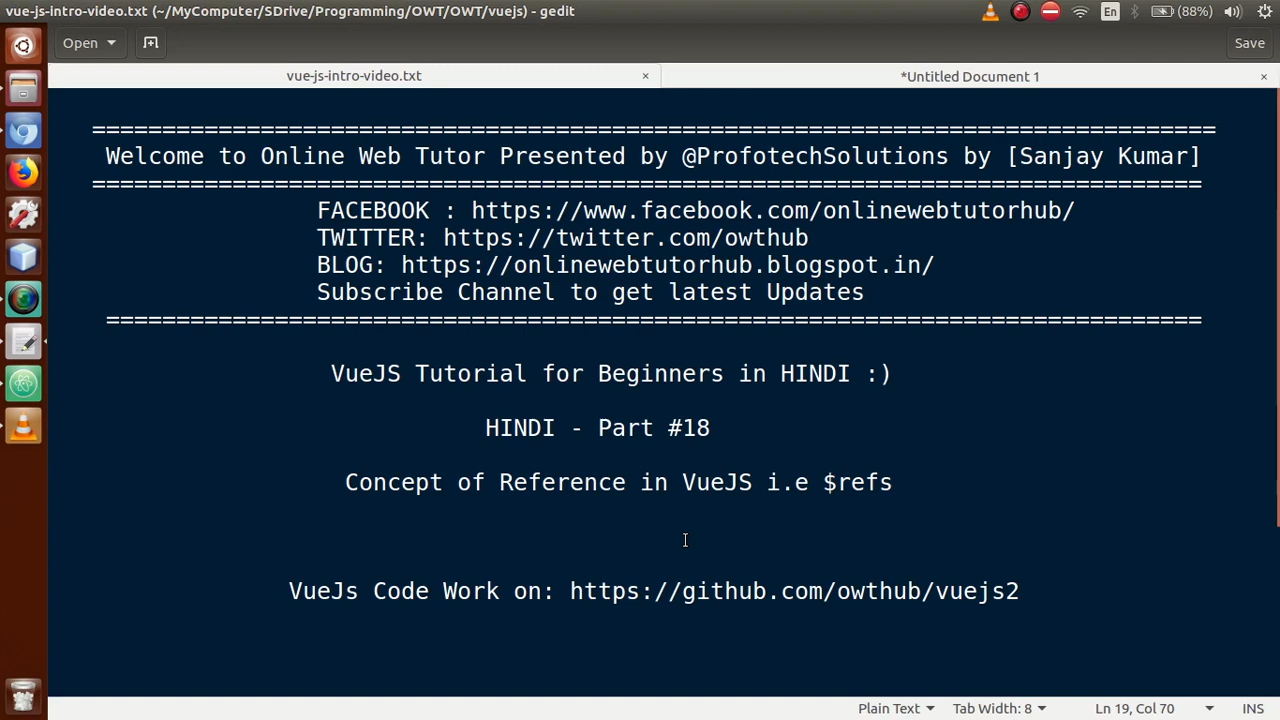 vue-js-intro-video.txt (~/MyComputer/SDrive/Programming/OWT/OWT/vuejs) - gedit
En
(88%)
Open
Save
vue-js-intro-video.txt ×
*Untitled Document 1 ×
================================================================================
Welcome to Online Web Tutor Presented by @ProfotechSolutions by [Sanjay Kumar]
===============================================================================
FACEBOOK : https://www.facebook.com/onlinewebtutorhub/
TWITTER: https://twitter.com/owthub
BLOG: https://onlinewebtutorhub.blogspot.in/
Subscribe Channel to get latest Updates
==============================================================================
VueJS Tutorial for Beginners in HINDI :)
HINDI - Part #18
Concept of Reference in VueJS i.e $refs
VueJs Code Work on: https://github.com/owthub/vuejs2
Plain Text
Tab Width: 8
Ln 19, Col 70
INS